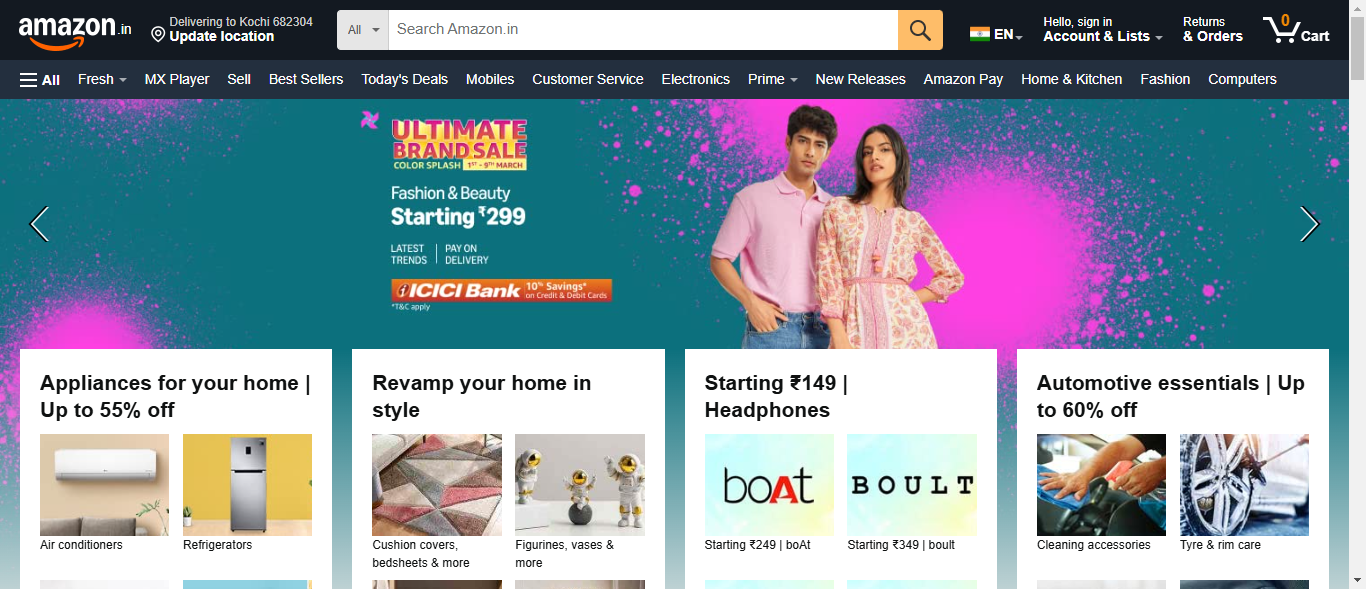 amazon.in
Delivering to Kochi 682304
Update location
All
Search Amazon.in
EN
Hello, sign in
Account & Lists
Returns
& Orders
0
Cart
All
Fresh
MX Player
Sell
Best Sellers
Today's Deals
Mobiles
Customer Service
Electronics
Prime
New Releases
Amazon Pay
Home & Kitchen
Fashion
Computers
ULTIMATE
BRAND SALE
COLOR SPLASH 1ST - 9TH MARCH
Fashion & Beauty
Starting ₹299
LATEST
TRENDS
PAY ON
DELIVERY
ICICI Bank
10% Savings*
on Credit & Debit Cards
*T&C apply
Appliances for your home |
Up to 55% off
Air conditioners
Refrigerators
Revamp your home in
style
Cushion covers,
bedsheets & more
Figurines, vases &
more
Starting ₹149 |
Headphones
boAt
BOULT
Starting ₹249 | boAt
Starting ₹349 | boult
Automotive essentials | Up
to 60% off
Cleaning accessories
Tyre & rim care